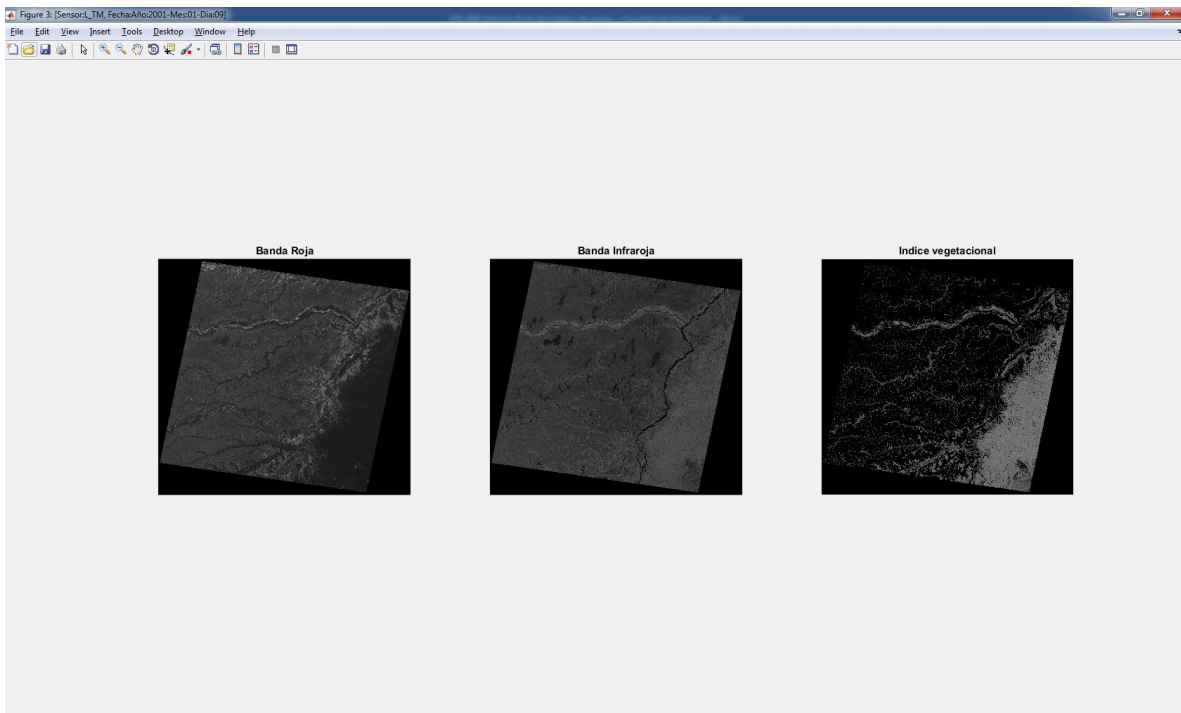 Figure 3: [Sensor:L_TM, Fecha:Año:2001-Mes:01-Dia:09]
File Edit View Insert Tools Desktop Window Help
Banda Roja
Banda Infraroja
Indice vegetacional